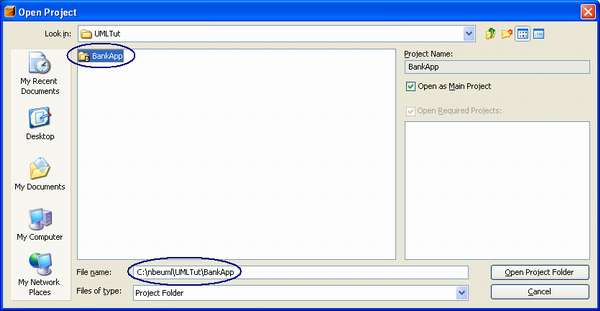 Open Project
Look in: UMLTut
BankApp
My Recent
Documents
Desktop
My Documents
My Computer
My Network
Places
Project Name:
BankApp
Open as Main Project
Open Required Projects:
File name: C:\nbeuml\UMLTut\BankApp
Open Project Folder
Files of type: Project Folder
Cancel